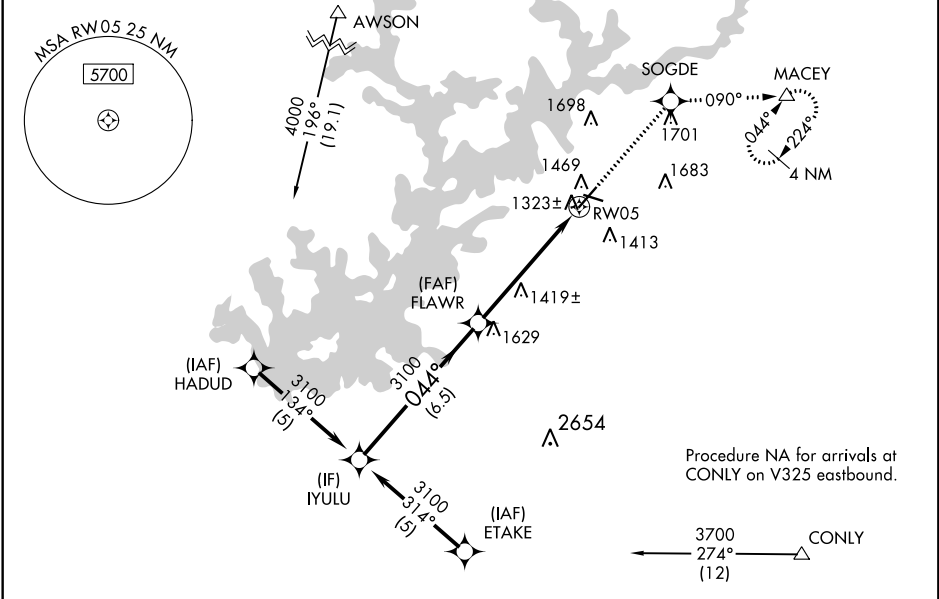 MSA RW05 25 NM
5700
AWSON
4000
196°
(19.1)
SOGDE
MACEY
090°
044°
224°
4 NM
1698
1701
1469
1683
1323±
RW05
1413
(FAF)
FLAWR
1419±
1629
(IAF)
HADUD
3100
134°
(5)
3100
044°
(6.5)
2654
(IF)
IYULU
3100
314°
(5)
(IAF)
ETAKE
Procedure NA for arrivals at
CONLY on V325 eastbound.
3700
274°
(12)
CONLY